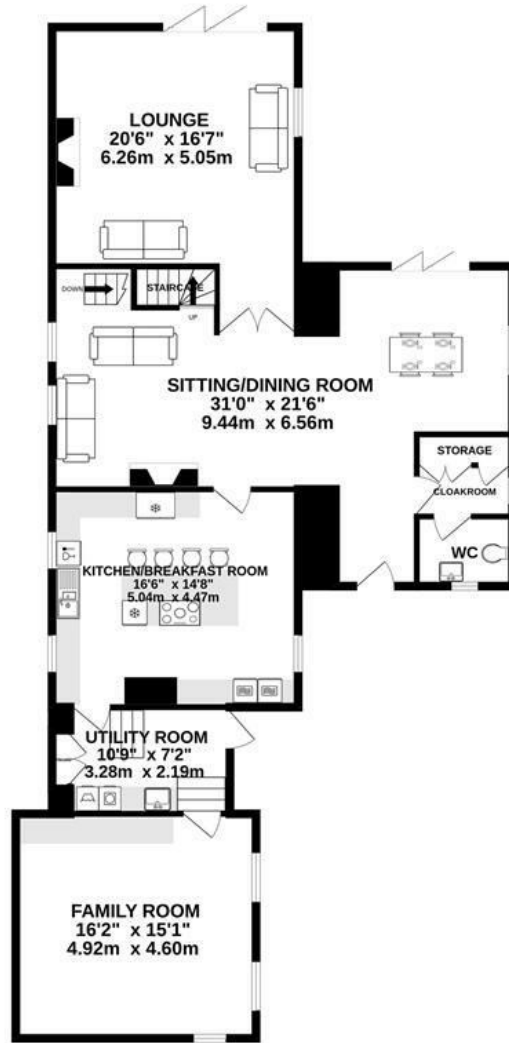 LOUNGE
20'6" x 16'7"
6.26m x 5.05m
DOWN
STAIRCASE
UP
SITTING/DINING ROOM
31'0" x 21'6"
9.44m x 6.56m
STORAGE
CLOAKROOM
WC
KITCHEN/BREAKFAST ROOM
16'6" x 14'8"
5.04m x 4.47m
UTILITY ROOM
10'9" x 7'2"
3.28m x 2.19m
FAMILY ROOM
16'2" x 15'1"
4.92m x 4.60m